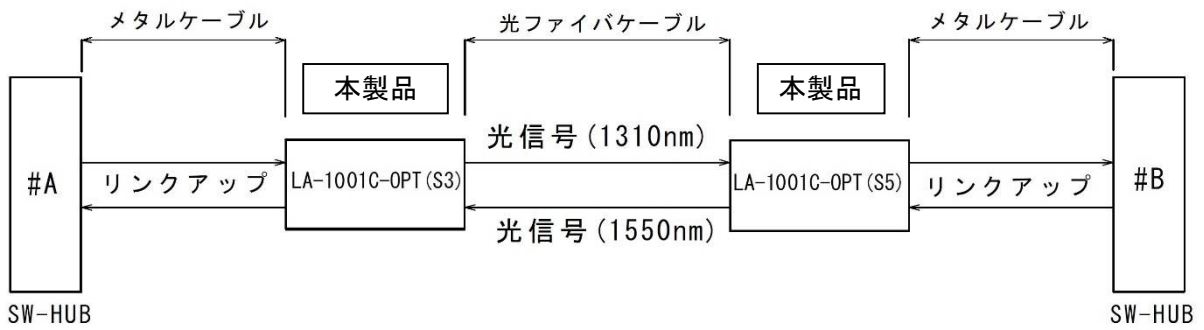 メタルケーブル
光ファイバケーブル
メタルケーブル
本製品
本製品
光信号(1310nm)
#A
リンクアップ
LA-1001C-OPT(S3)
LA-1001C-OPT(S5)
リンクアップ
#B
光信号(1550nm)
SW-HUB
SW-HUB